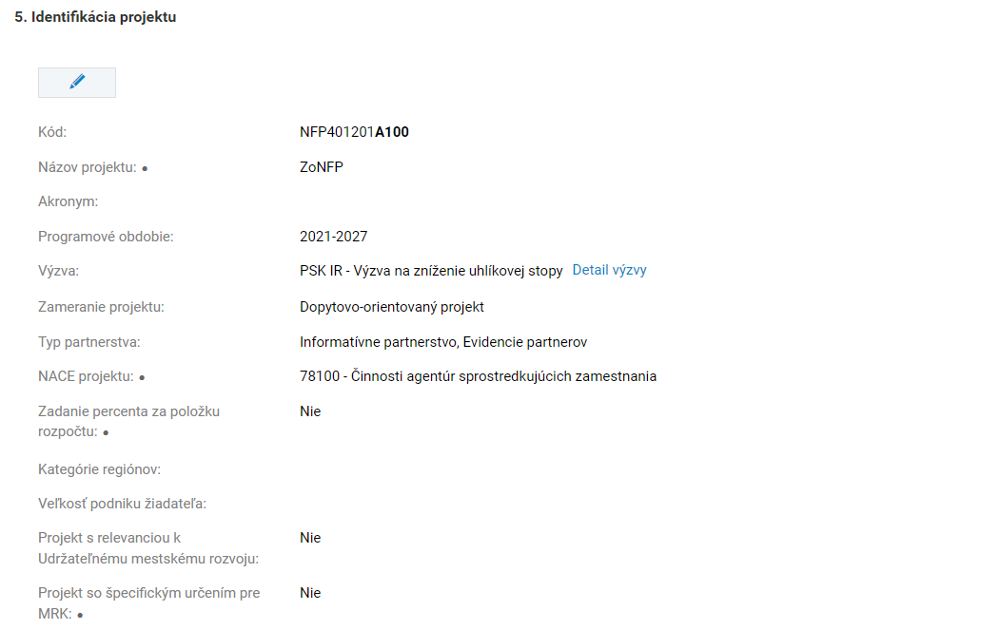 5. Identifikácia projektu
Kód: NFP401201A100
Názov projektu: ● ZoNFP
Akronym:
Programové obdobie: 2021-2027
Výzva: PSK IR - Výzva na zníženie uhlíkovej stopy Detail výzvy
Zameranie projektu: Dopytovo-orientovaný projekt
Typ partnerstva: Informatívne partnerstvo, Evidencie partnerov
NACE projektu: ● 78100 - Činnosti agentúr sprostredkujúcich zamestnania
Zadanie percenta za položku Nie
rozpočtu: ●
Kategórie regiónov:
Veľkosť podniku žiadateľa:
Projekt s relevanciou k Nie
Udržateľnému mestskému rozvoju:
Projekt so špecifickým určením pre Nie
MRK: ●